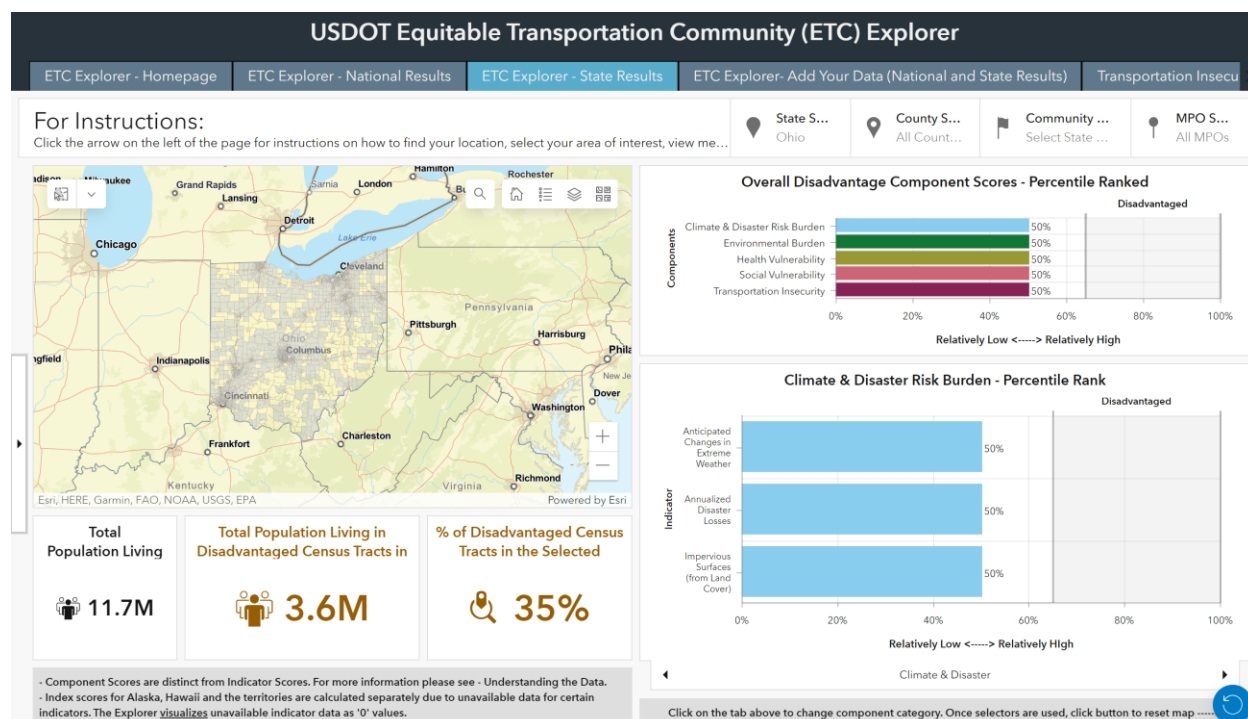 USDOT Equitable Transportation Community (ETC) Explorer
ETC Explorer - Homepage
ETC Explorer - National Results
ETC Explorer - State Results
ETC Explorer- Add Your Data (National and State Results)
Transportation Insecu
For Instructions:
Click the arrow on the left of the page for instructions on how to find your location, select your area of interest, view me...
State S...
Ohio
County S...
All Count...
Community ...
Select State ...
MPO S...
All MPOs
Hamilton
Rochester
Grand Rapids
Sarnia
London
Lansing
Detroit
Chicago
Lake Erie
Cleveland
Pennsylvania
Pittsburgh
Harrisburg
Phila
ngfield
Indianapolis
Ohio
Columbus
New Je
Dover
Cincinnati
Washington
Frankfort
Charleston
Richmond
Kentucky
Virginia
Esri, HERE, Garmin, FAO, NOAA, USGS, EPA
Powered by Esri
Total
Population Living
11.7M
Total Population Living in
Disadvantaged Census Tracts in
3.6M
% of Disadvantaged Census
Tracts in the Selected
35%
- Component Scores are distinct from Indicator Scores. For more information please see - Understanding the Data.
- Index scores for Alaska, Hawaii and the territories are calculated separately due to unavailable data for certain
indicators. The Explorer visualizes unavailable indicator data as '0' values.
Overall Disadvantage Component Scores - Percentile Ranked
Disadvantaged
Components
Climate & Disaster Risk Burden
50%
Environmental Burden
50%
Health Vulnerability
50%
Social Vulnerability
50%
Transportation Insecurity
50%
0% 20% 40% 60% 80% 100%
Relatively Low <-----> Relatively High
Climate & Disaster Risk Burden - Percentile Rank
Disadvantaged
Indicator
Anticipated
Changes in
Extreme
Weather
50%
Annualized
Disaster
Losses
50%
Impervious
Surfaces
(from Land
Cover)
50%
0% 20% 40% 60% 80% 100%
Relatively Low <-----> Relatively HIgh
Climate & Disaster
Click on the tab above to change component category. Once selectors are used, click button to reset map -----